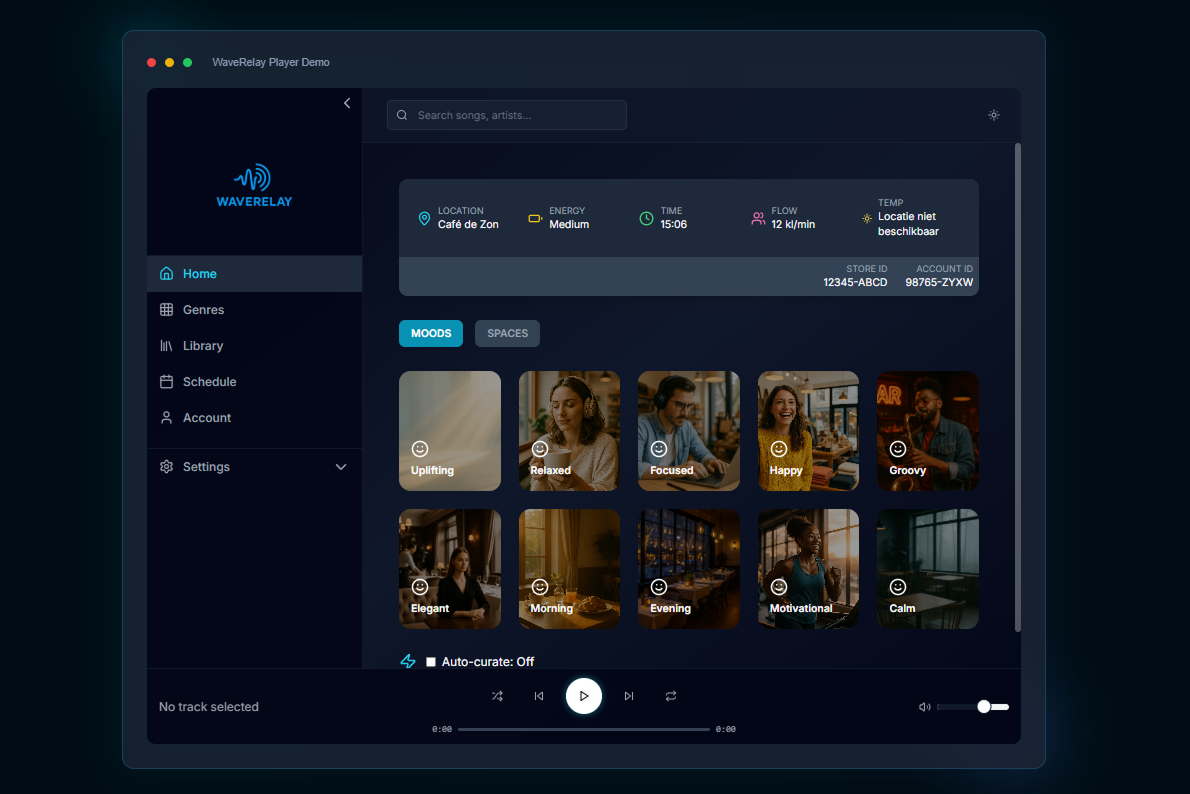 WaveRelay Player Demo
Search songs, artists...
WAVERELAY
Home
Genres
Library
Schedule
Account
Settings
LOCATION
Café de Zon
ENERGY
Medium
TIME
15:06
FLOW
12 kl/min
TEMP
Locatie niet
beschikbaar
STORE ID
12345-ABCD
ACCOUNT ID
98765-ZYXW
MOODS
SPACES
Uplifting
Relaxed
Focused
Happy
AR
Groovy
Elegant
Morning
Evening
Motivational
Calm
Auto-curate: Off
No track selected
0:00
0:00